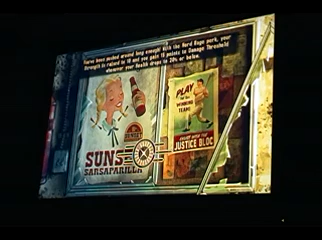 You've been pushed around long enough! With the Nerd Rage perk, your
Strength is raised to 10 and you gain 15 points to Damage Threshold
whenever your Health drops to 20% or below.
SUNS
SARSAPARILLA
PLAY
WINNING
TEAM!
JUSTICE BLOC